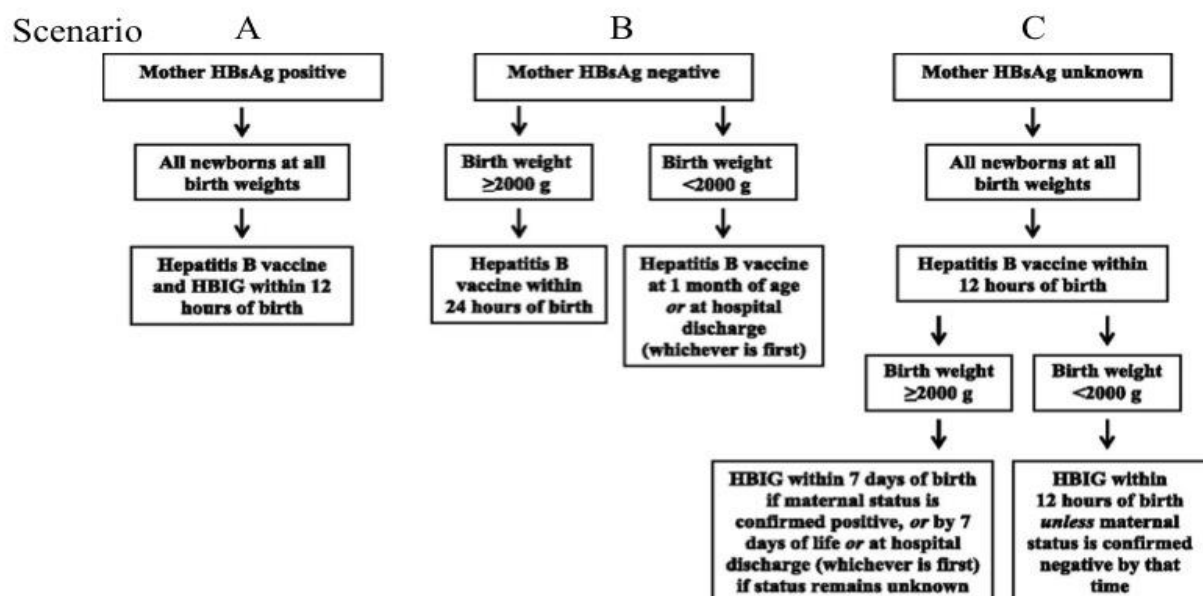 Scenario A B C
Mother HBsAg positive
Mother HBsAg negative
Mother HBsAg unknown
All newborns at all
birth weights
Birth weight
≥2000 g
Birth weight
<2000 g
All newborns at all
birth weights
Hepatitis B vaccine
and HBIG within 12
hours of birth
Hepatitis B
vaccine within
24 hours of birth
Hepatitis B vaccine
at 1 month of age
or at hospital
discharge
(whichever is first)
Hepatitis B vaccine within
12 hours of birth
Birth weight
≥2000 g
Birth weight
<2000 g
HBIG within 7 days of birth
if maternal status is
confirmed positive, or by 7
days of life or at hospital
discharge (whichever is first)
if status remains unknown
HBIG within
12 hours of birth
unless maternal
status is confirmed
negative by that
time